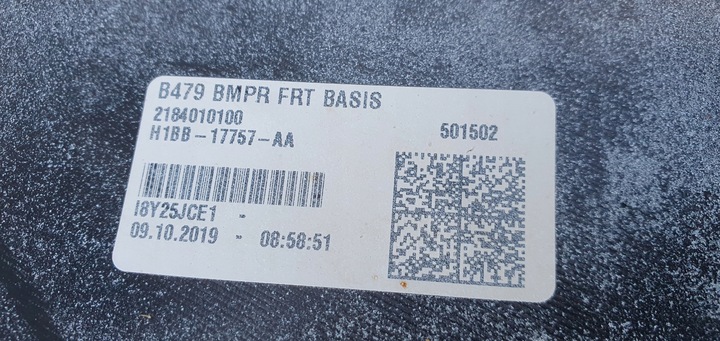 B479 BMPR FRT BASIS
2184010100
H1BB-17757-AA
501502
I8Y25JCE1 -
09.10.2019 - 08:58:51